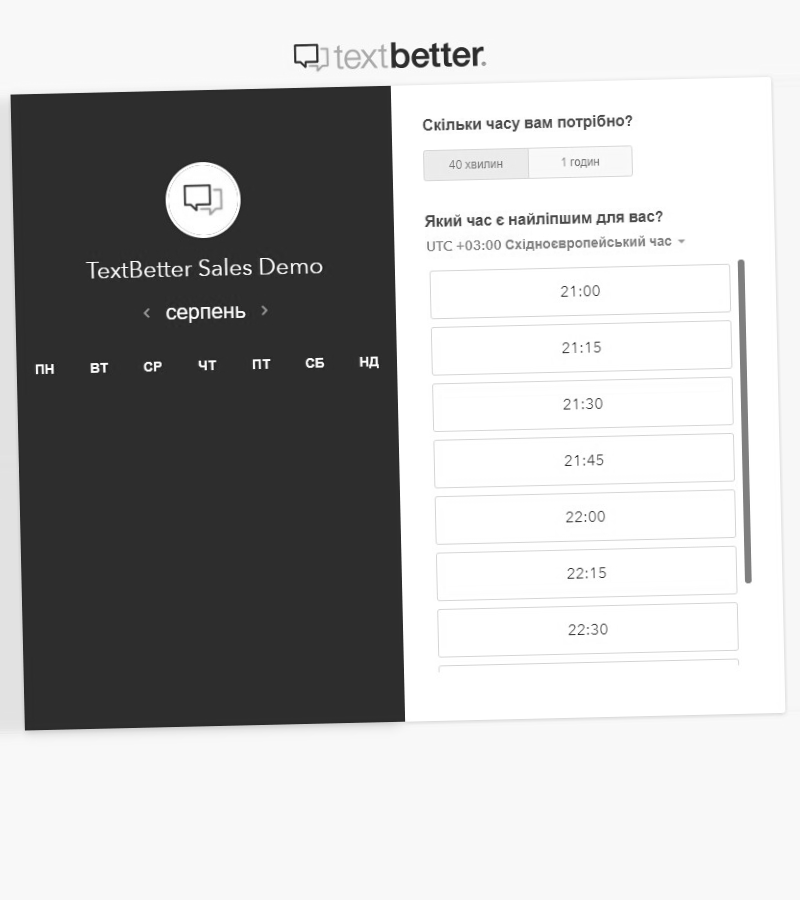 textbetter.
TextBetter Sales Demo
серпень
ПН ВТ СР ЧТ ПТ СБ НД
Скільки часу вам потрібно?
40 хвилин 1 годин
Який час є найліпшим для вас?
UTC +03:00 Східноєвропейський час
21:00
21:15
21:30
21:45
22:00
22:15
22:30